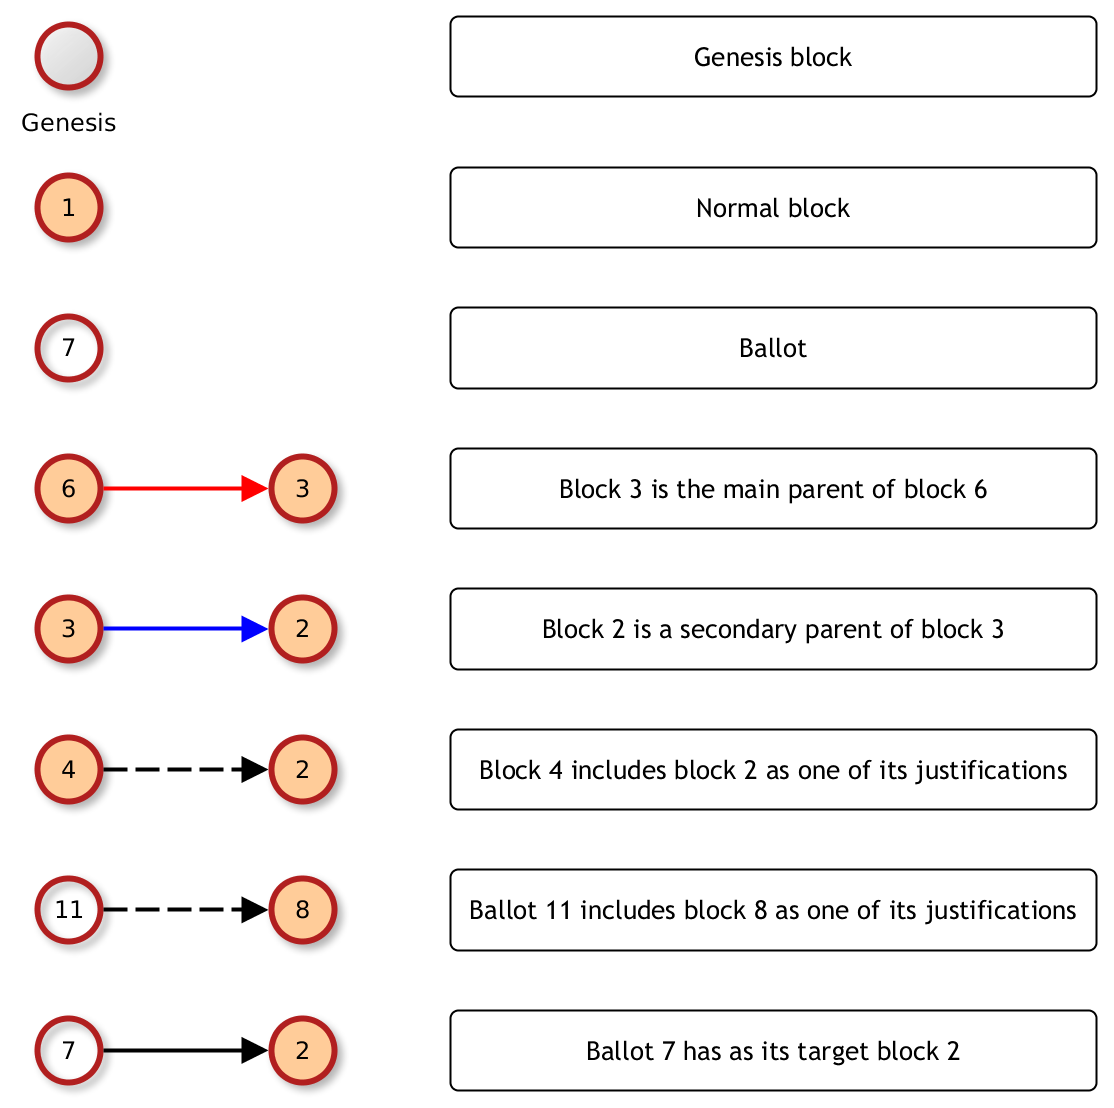 Genesis block
Genesis
1
Normal block
7
Ballot
6
3
Block 3 is the main parent of block 6
3
2
Block 2 is a secondary parent of block 3
4
2
Block 4 includes block 2 as one of its justifications
11
8
Ballot 11 includes block 8 as one of its justifications
7
2
Ballot 7 has as its target block 2